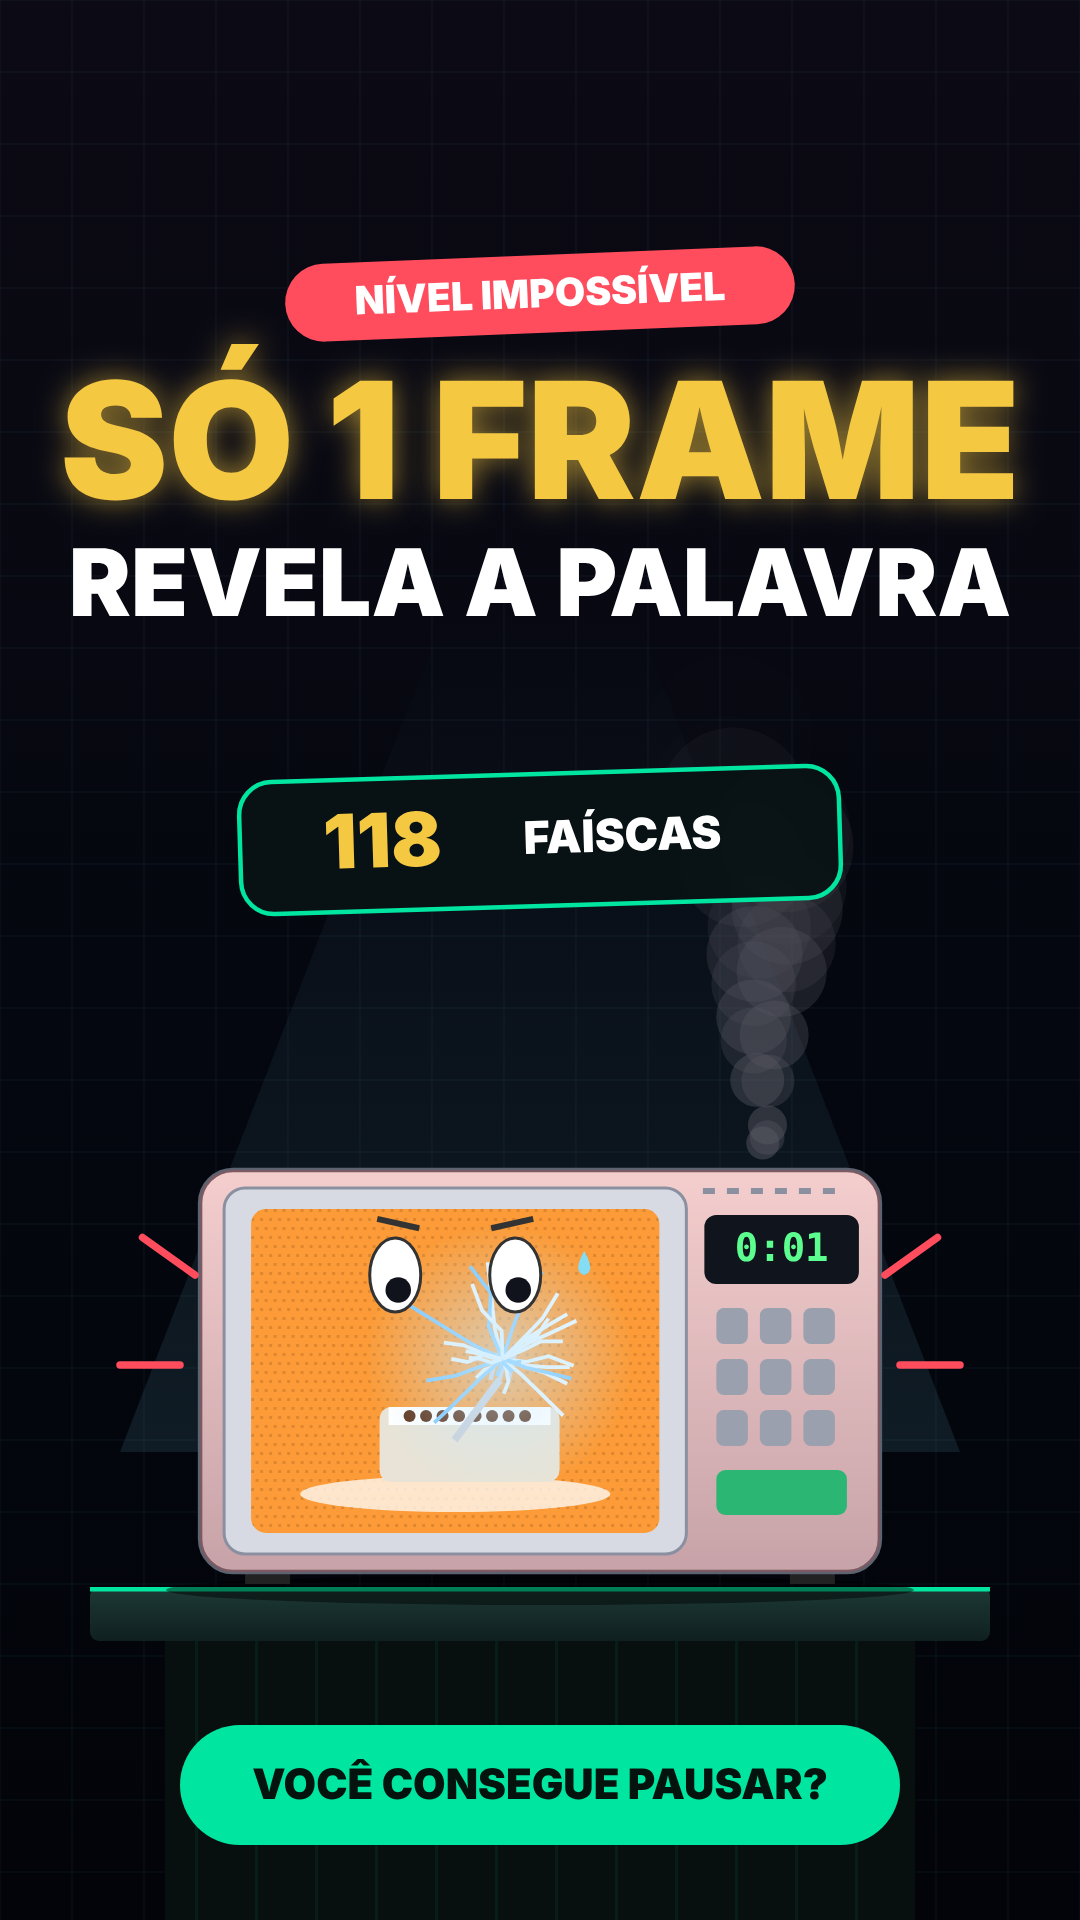 NÍVEL IMPOSSÍVEL
SÓ 1 FRAME
REVELA A PALAVRA
118 FAÍSCAS
0:01
VOCÊ CONSEGUE PAUSAR?